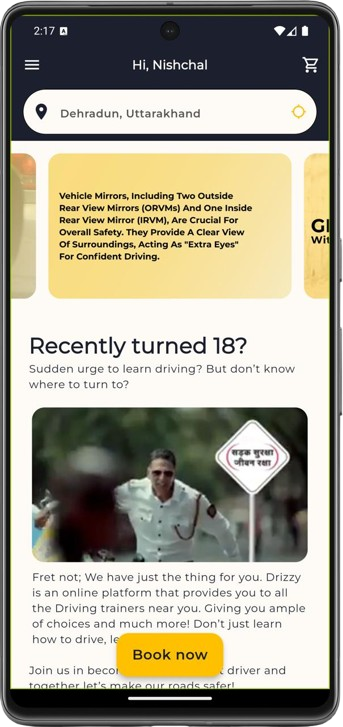 2:17 A
Hi, Nishchal
Dehradun, Uttarakhand
Vehicle Mirrors, Including Two Outside
Rear View Mirrors (ORVMs) And One Inside
Rear View Mirror (IRVM), Are Crucial For
Overall Safety. They Provide A Clear View
Of Surroundings, Acting As "Extra Eyes"
For Confident Driving.
Wit
Recently turned 18?
Sudden urge to learn driving? But don't know
where to turn to?
सड़क सुरक्षा
जीवन रक्षा
Fret not; We have just the thing for you. Drizzy
is an online platform that provides you to all
the Driving trainers near you. Giving you ample
of choices and much more! Don't just learn
how to drive,
Book now
Join us in driver and
together let's make our roads safer!